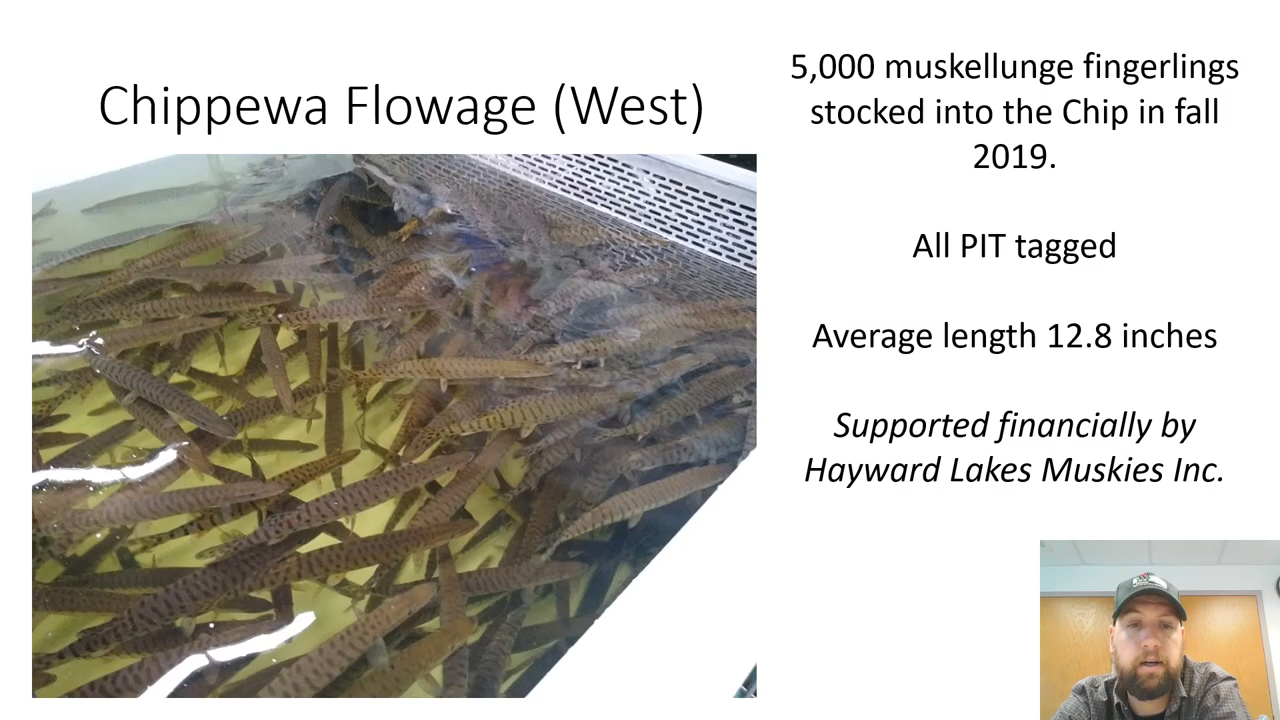 Chippewa Flowage (West)
5,000 muskellunge fingerlings
stocked into the Chip in fall
2019.
All PIT tagged
Average length 12.8 inches
Supported financially by
Hayward Lakes Muskies Inc.